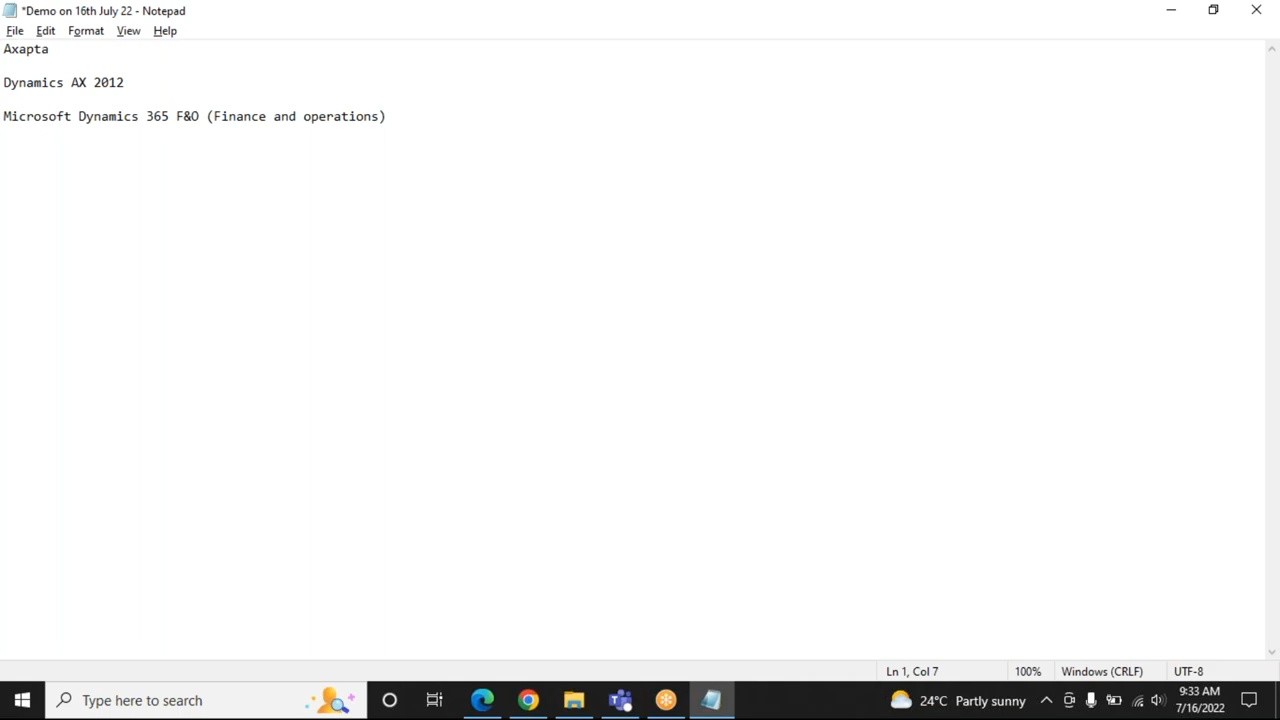 *Demo on 16th July 22 - Notepad
File Edit Format View Help
Axapta
Dynamics AX 2012
Microsoft Dynamics 365 F&O (Finance and operations)
Ln 1, Col 7 100% Windows (CRLF) UTF-8
Type here to search
24°C Partly sunny
9:33 AM
7/16/2022